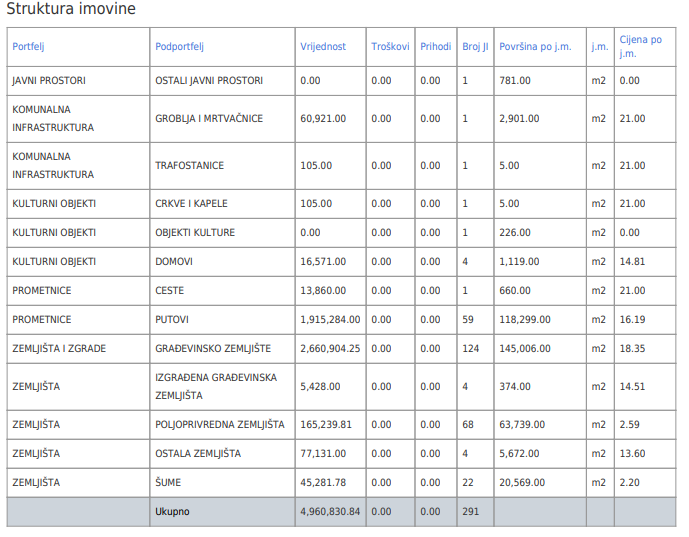 Struktura imovine
Portfelj Podportfelj Vrijednost Troškovi Prihodi Broj JI Površina po j.m. j.m. Cijena po j.m.
JAVNI PROSTORI OSTALI JAVNI PROSTORI 0.00 0.00 0.00 1 781.00 m2 0.00
KOMUNALNA INFRASTRUKTURA GROBLJA I MRTVAČNICE 60,921.00 0.00 0.00 1 2,901.00 m2 21.00
KOMUNALNA INFRASTRUKTURA TRAFOSTANICE 105.00 0.00 0.00 1 5.00 m2 21.00
KULTURNI OBJEKTI CRKVE I KAPELE 105.00 0.00 0.00 1 5.00 m2 21.00
KULTURNI OBJEKTI OBJEKTI KULTURE 0.00 0.00 0.00 1 226.00 m2 0.00
KULTURNI OBJEKTI DOMOVI 16,571.00 0.00 0.00 4 1,119.00 m2 14.81
PROMETNICE CESTE 13,860.00 0.00 0.00 1 660.00 m2 21.00
PROMETNICE PUTOVI 1,915,284.00 0.00 0.00 59 118,299.00 m2 16.19
ZEMLJIŠTA I ZGRADE GRAĐEVINSKO ZEMLJIŠTE 2,660,904.25 0.00 0.00 124 145,006.00 m2 18.35
ZEMLJIŠTA IZGRAĐENA GRAĐEVINSKA ZEMLJIŠTA 5,428.00 0.00 0.00 4 374.00 m2 14.51
ZEMLJIŠTA POLJOPRIVREDNA ZEMLJIŠTA 165,239.81 0.00 0.00 68 63,739.00 m2 2.59
ZEMLJIŠTA OSTALA ZEMLJIŠTA 77,131.00 0.00 0.00 4 5,672.00 m2 13.60
ZEMLJIŠTA ŠUME 45,281.78 0.00 0.00 22 20,569.00 m2 2.20
Ukupno 4,960,830.84 0.00 0.00 291